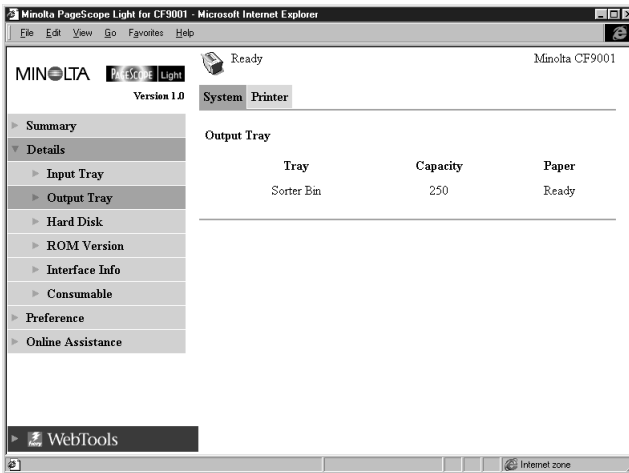 Minolta PageScope Light for CF9001 - Microsoft Internet Explorer
File Edit View Go Favorites Help
MINOLTA PAGESCOPE Light
Version 1.0
Ready
Minolta CF9001
System Printer
Summary
Details
Input Tray
Output Tray
Hard Disk
ROM Version
Interface Info
Consumable
Preference
Online Assistance
Output Tray
Tray Capacity Paper
Sorter Bin 250 Ready
WebTools
Internet zone